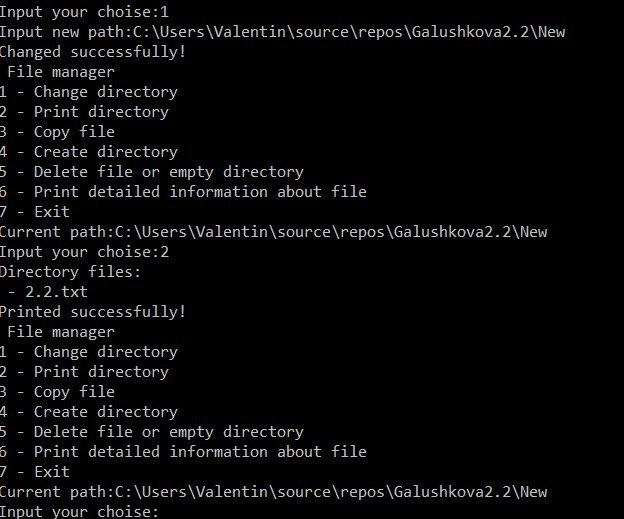 Input your choise:1
Input new path:C:\Users\Valentin\source\repos\Galushkova2.2\New
Changed successfully!
File manager
1 - Change directory
2 - Print directory
3 - Copy file
4 - Create directory
5 - Delete file or empty directory
6 - Print detailed information about file
7 - Exit
Current path:C:\Users\Valentin\source\repos\Galushkova2.2\New
Input your choise:2
Directory files:
- 2.2.txt
Printed successfully!
File manager
1 - Change directory
2 - Print directory
3 - Copy file
4 - Create directory
5 - Delete file or empty directory
6 - Print detailed information about file
7 - Exit
Current path:C:\Users\Valentin\source\repos\Galushkova2.2\New
Input your choise: